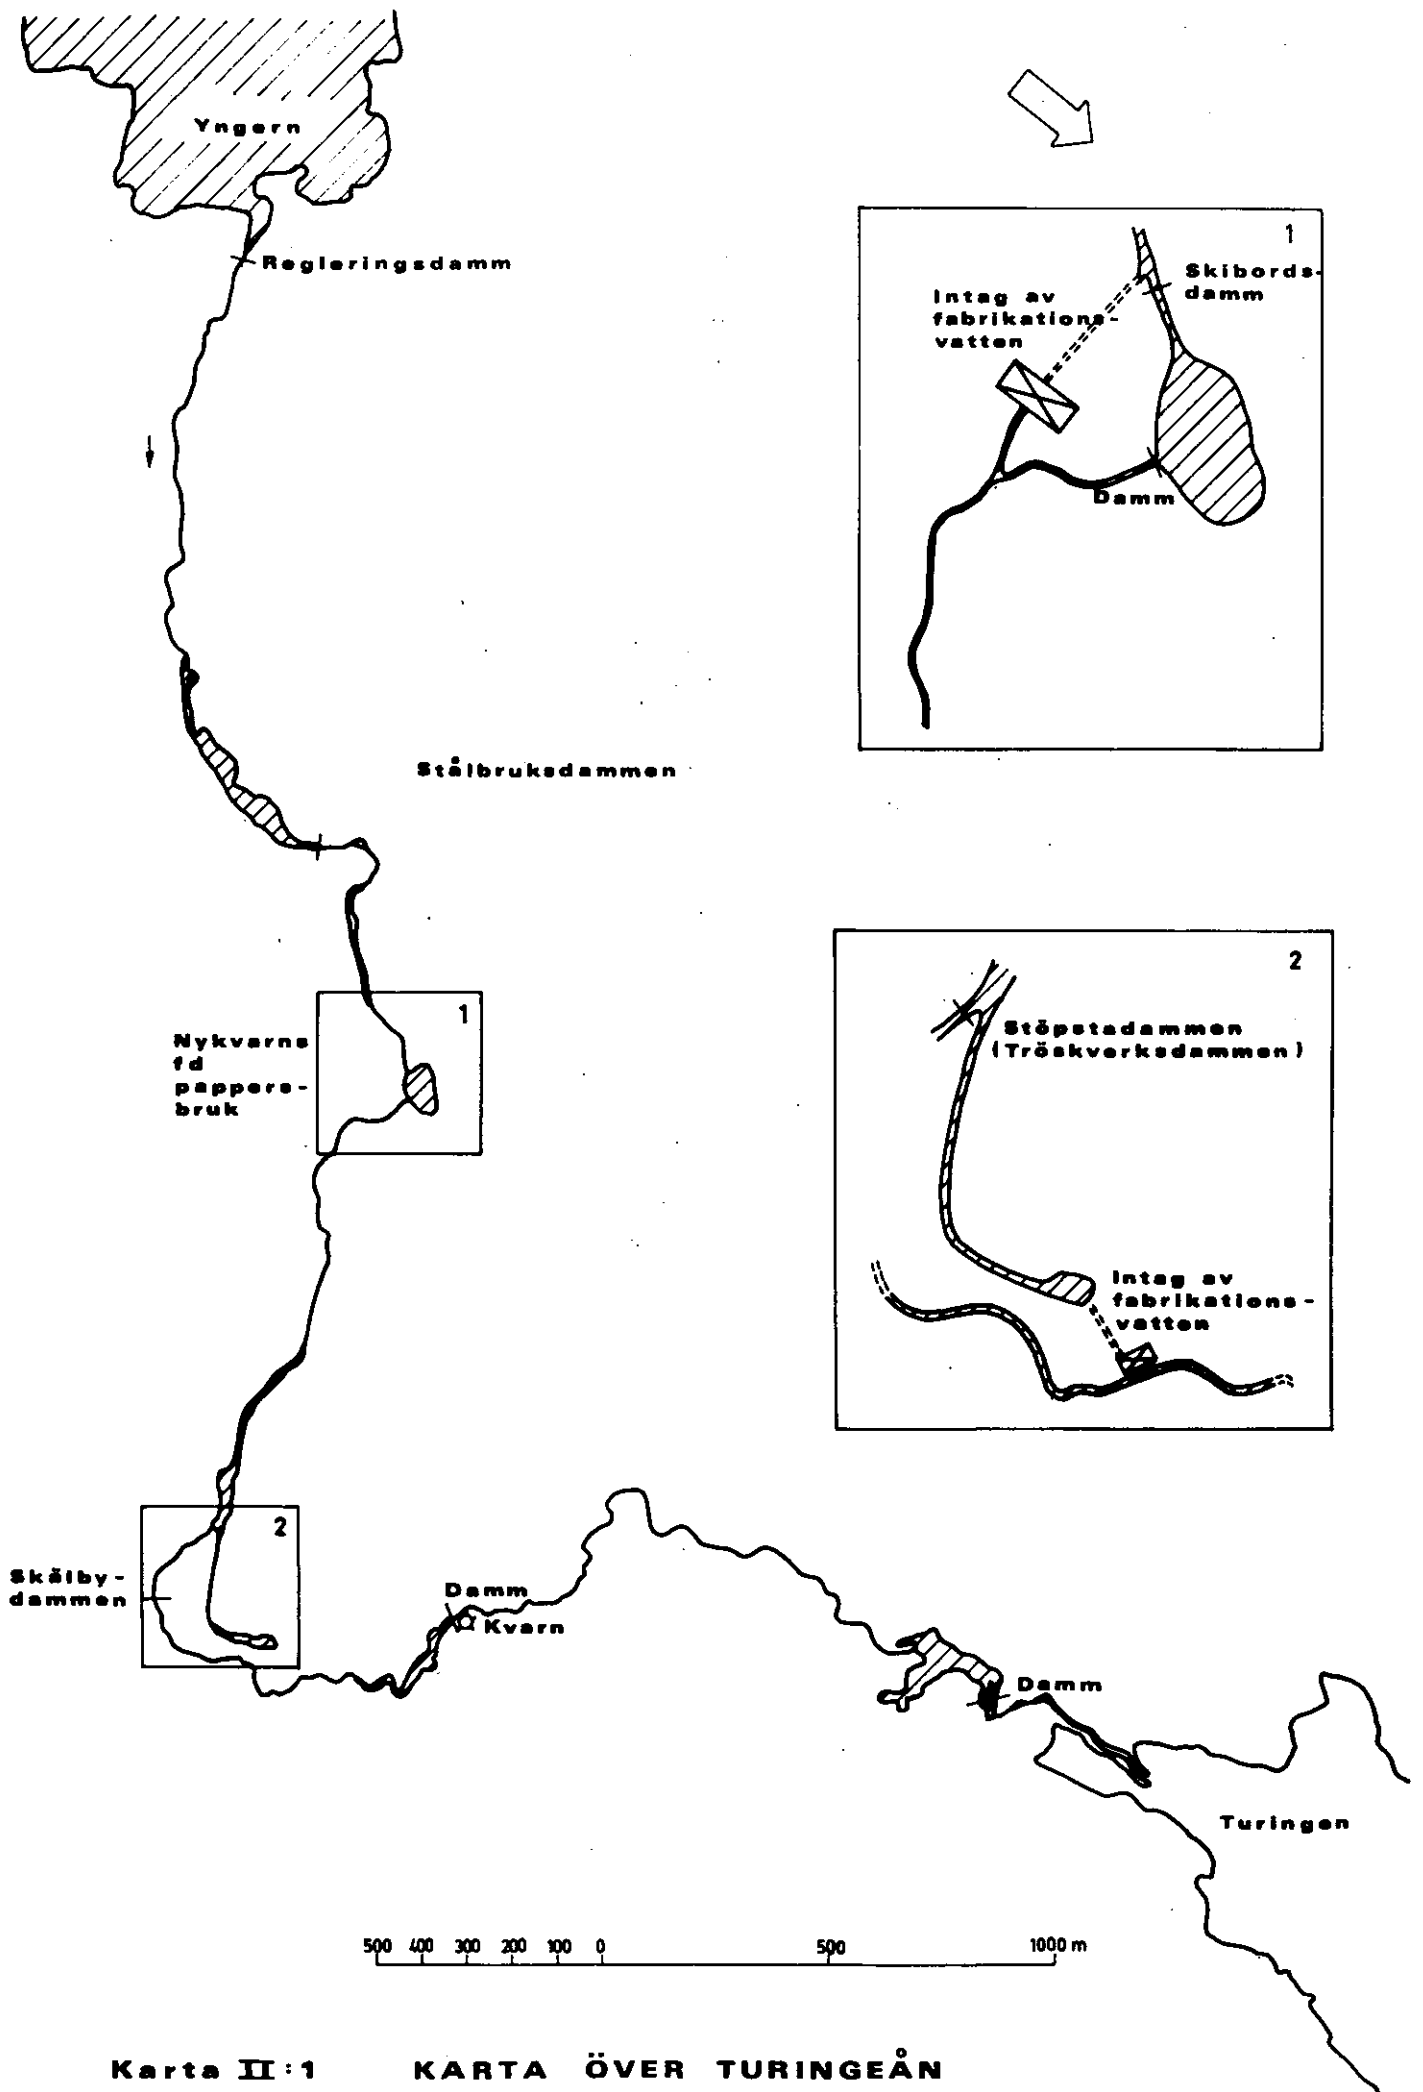 Yngern
Regleringsdamm
1
Skibords-
damm
Intag av
fabrikations-
vatten
Damm
Stålbruksdammen
1
Nykvarns
fd
pappers-
bruk
2
Stöpstadammen
(Tröskverksdammen)
Intag av
fabrikations-
vatten
2
Skälby-
dammen
Damm
Kvarn
Damm
Turingen
500 400 300 200 100 0 500 1000 m
Karta II:1 KARTA ÖVER TURINGEÅN